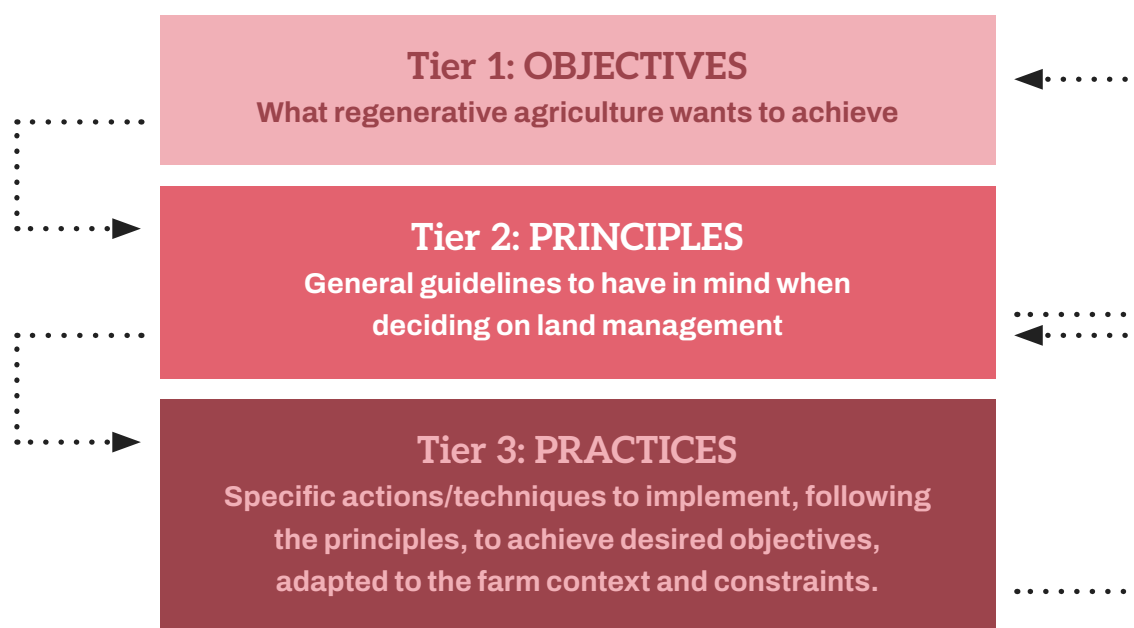 Tier 1: OBJECTIVES
What regenerative agriculture wants to achieve
Tier 2: PRINCIPLES
General guidelines to have in mind when
deciding on land management
Tier 3: PRACTICES
Specific actions/techniques to implement, following
the principles, to achieve desired objectives,
adapted to the farm context and constraints.